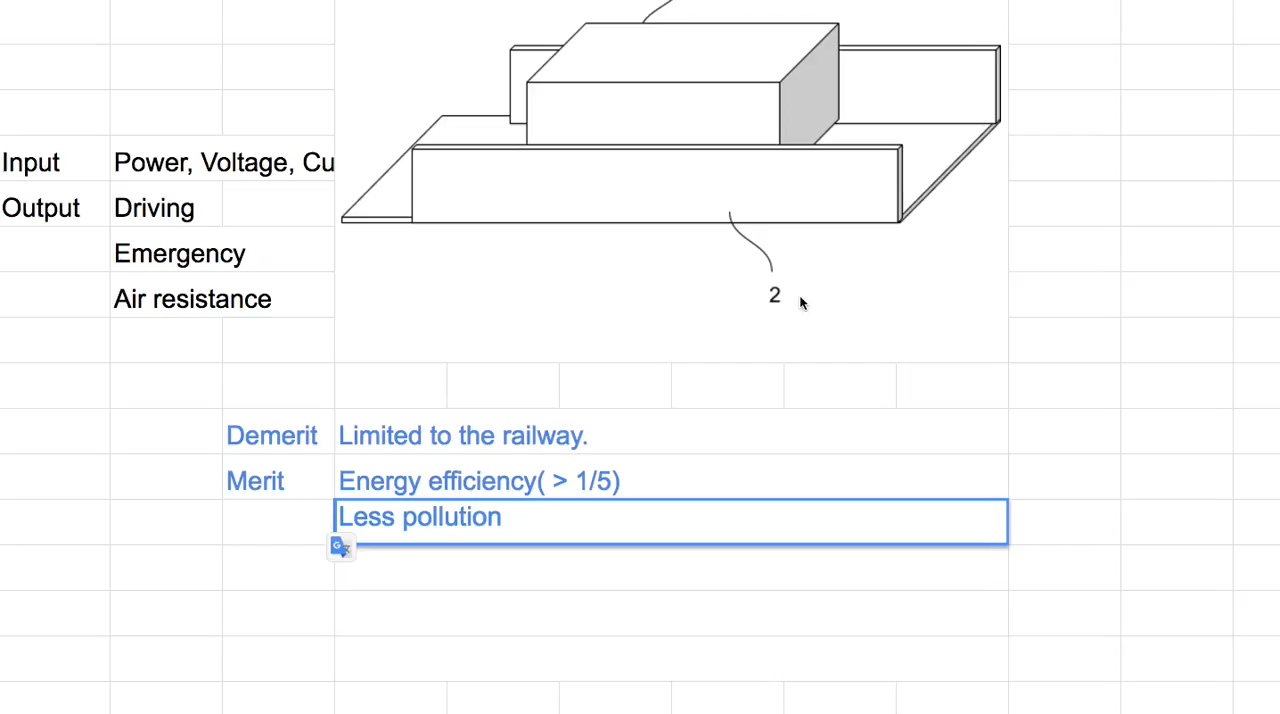 Input Power, Voltage, Cu
Output Driving
Emergency
Air resistance
2
Demerit Limited to the railway.
Merit Energy efficiency( > 1/5)
Less pollution